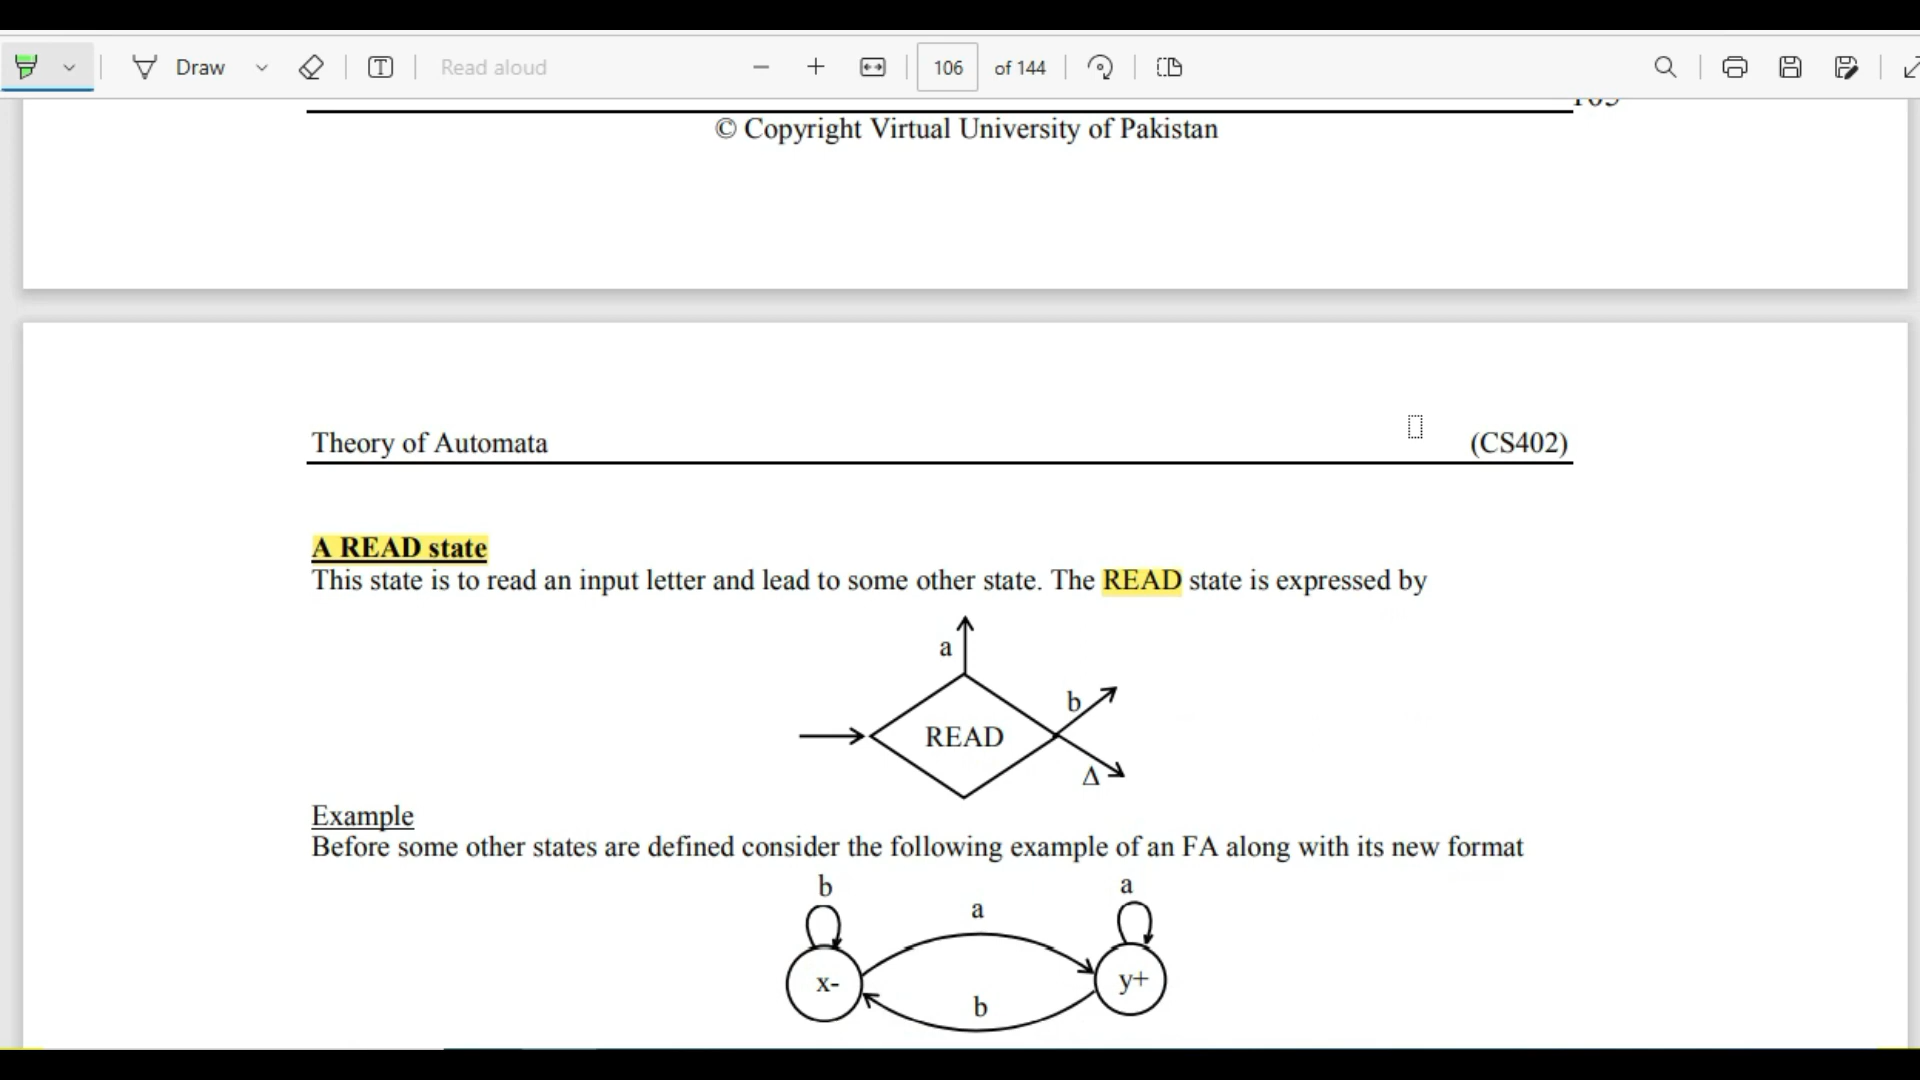 Draw
Read aloud
106 of 144
© Copyright Virtual University of Pakistan
Theory of Automata (CS402)
A READ state
This state is to read an input letter and lead to some other state. The READ state is expressed by
a
b
READ
Δ
Example
Before some other states are defined consider the following example of an FA along with its new format
b a
a
x- y+
b